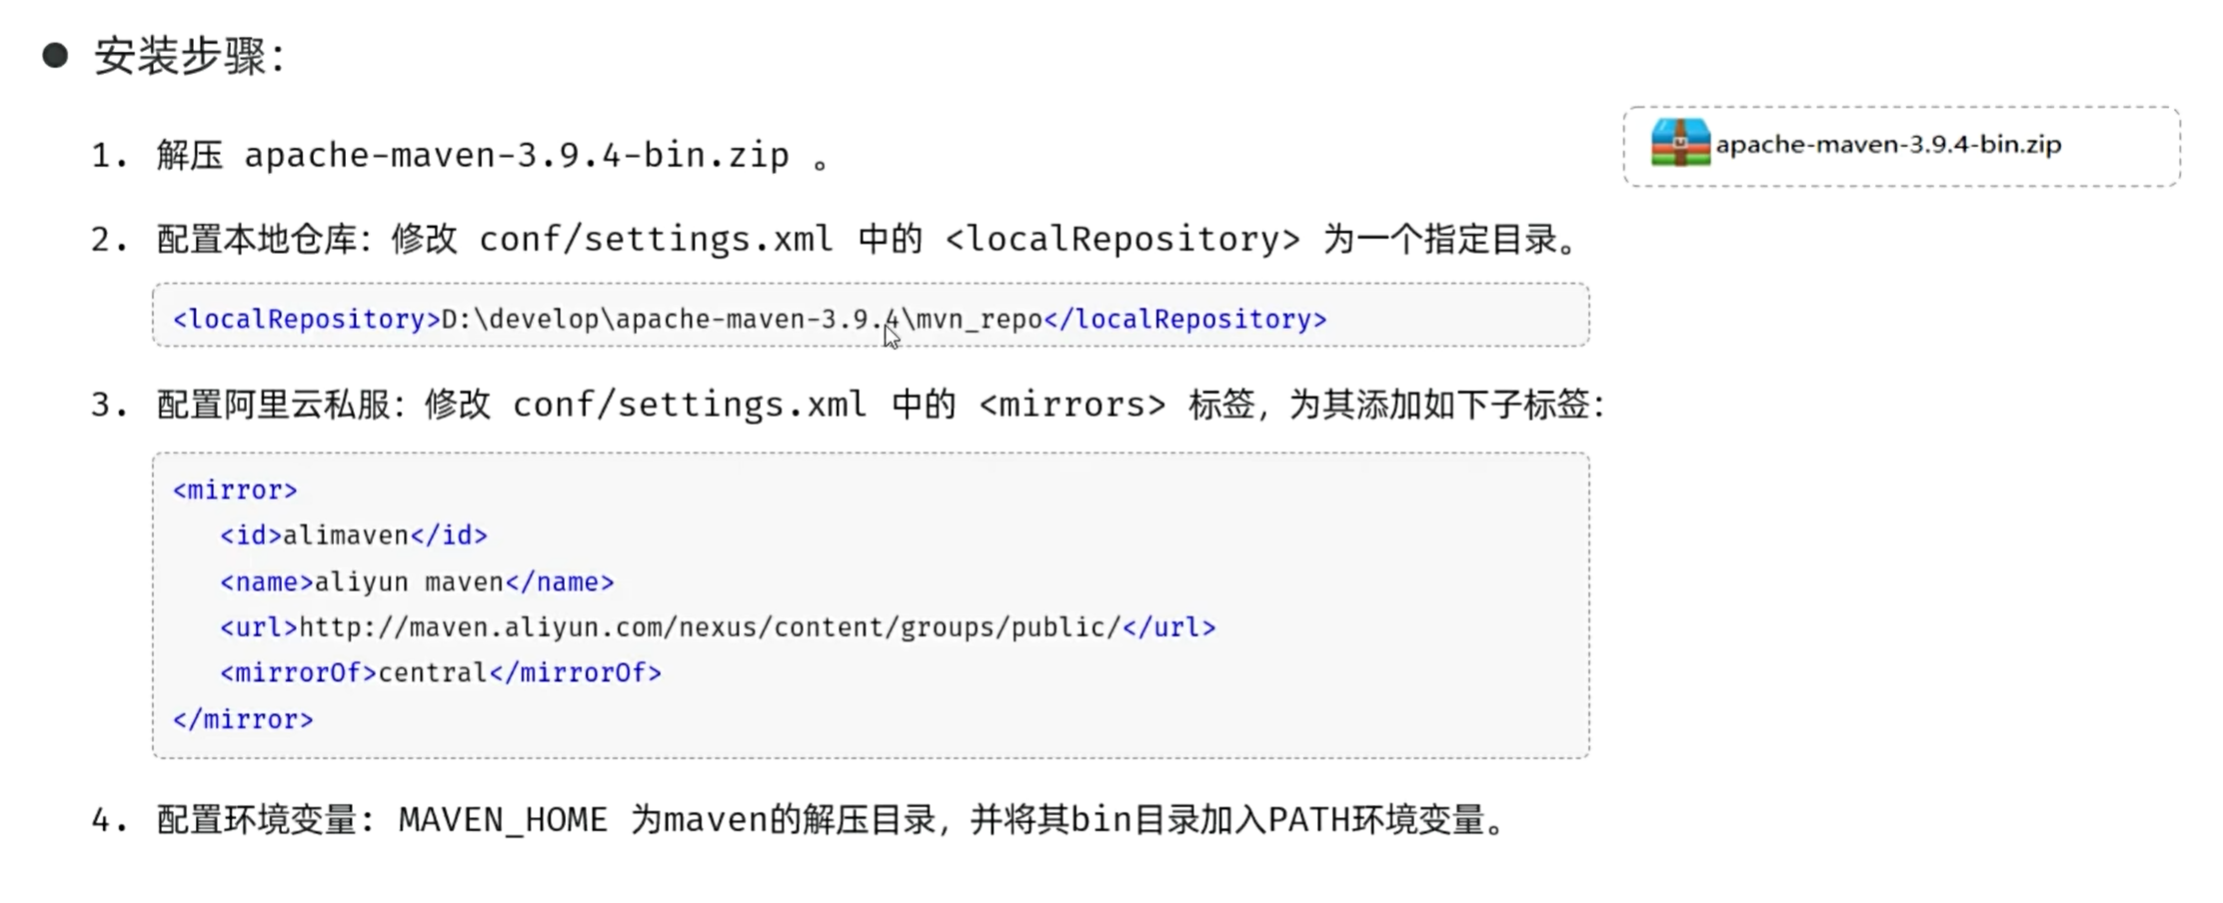 ● 安装步骤:
1. 解压 apache-maven-3.9.4-bin.zip 。
apache-maven-3.9.4-bin.zip
2. 配置本地仓库: 修改 conf/settings.xml 中的 <localRepository> 为一个指定目录。
<localRepository>D:\develop\apache-maven-3.9.4\mvn_repo</localRepository>
3. 配置阿里云私服: 修改 conf/settings.xml 中的 <mirrors> 标签, 为其添加如下子标签:
<mirror>
<id>alimaven</id>
<name>aliyun maven</name>
<url>http://maven.aliyun.com/nexus/content/groups/public/</url>
<mirrorOf>central</mirrorOf>
</mirror>
4. 配置环境变量: MAVEN_HOME 为maven的解压目录, 并将其bin目录加入PATH环境变量。